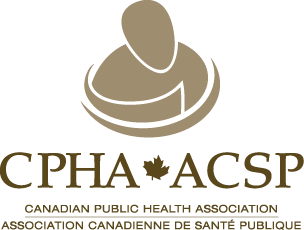 CPHA ACSP
CANADIAN PUBLIC HEALTH ASSOCIATION
ASSOCIATION CANADIENNE DE SANTÉ PUBLIQUE